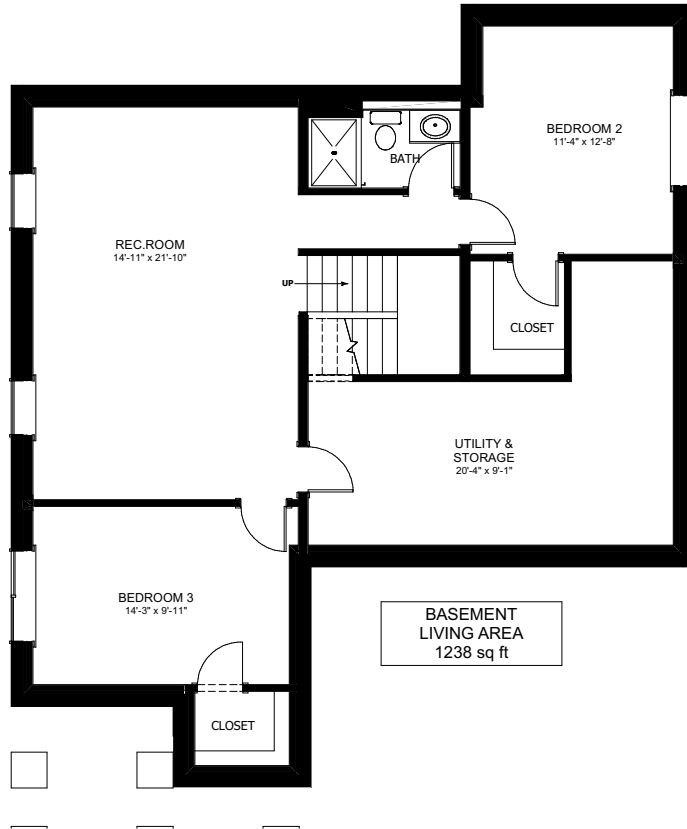 BEDROOM 2
11'-4" x 12'-8"
BATH
REC.ROOM
14'-11" x 21'-10"
UP
CLOSET
UTILITY &
STORAGE
20'-4" x 9'-1"
BEDROOM 3
14'-3" x 9'-11"
BASEMENT
LIVING AREA
1238 sq ft
CLOSET